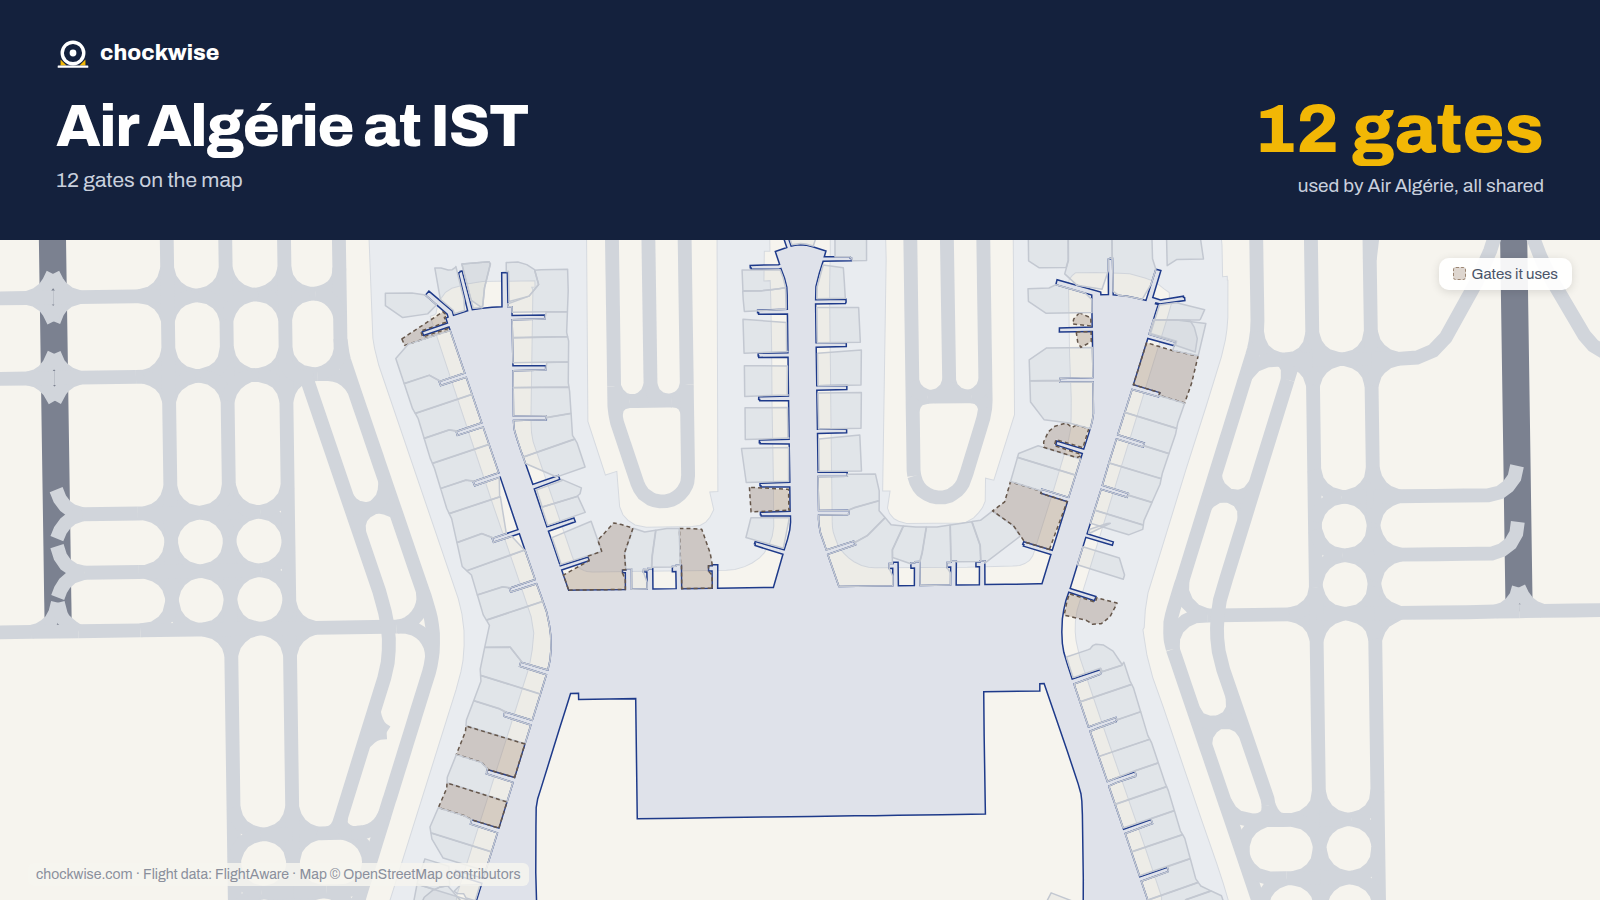 chockwise
Air Algérie at IST
12 gates on the map
12 gates
used by Air Algérie, all shared
Gates it uses
chockwise.com · Flight data: FlightAware · Map © OpenStreetMap contributors